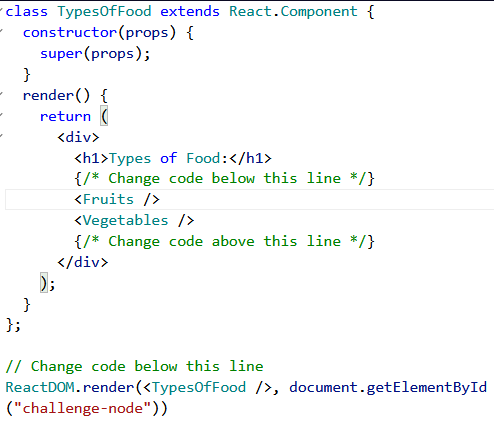 class TypesOfFood extends React.Component {
  constructor(props) {
    super(props);
  }
  render() {
    return (
      <div>
        <h1>Types of Food:</h1>
        {/* Change code below this line */}
        <Fruits />
        <Vegetables />
        {/* Change code above this line */}
      </div>
    );
  }
};

// Change code below this line
ReactDOM.render(<TypesOfFood />, document.getElementById
("challenge-node"))